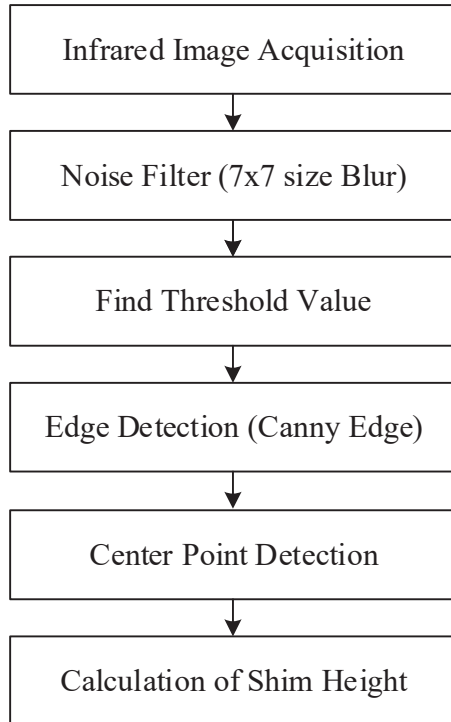 Infrared Image Acquisition
Noise Filter (7x7 size Blur)
Find Threshold Value
Edge Detection (Canny Edge)
Center Point Detection
Calculation of Shim Height